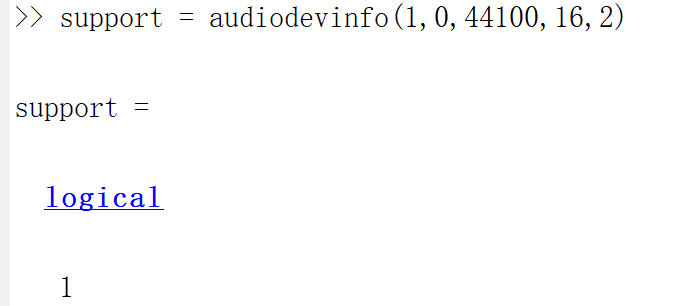 >> support = audiodevinfo(1,0,44100,16,2)
support =
logical
1